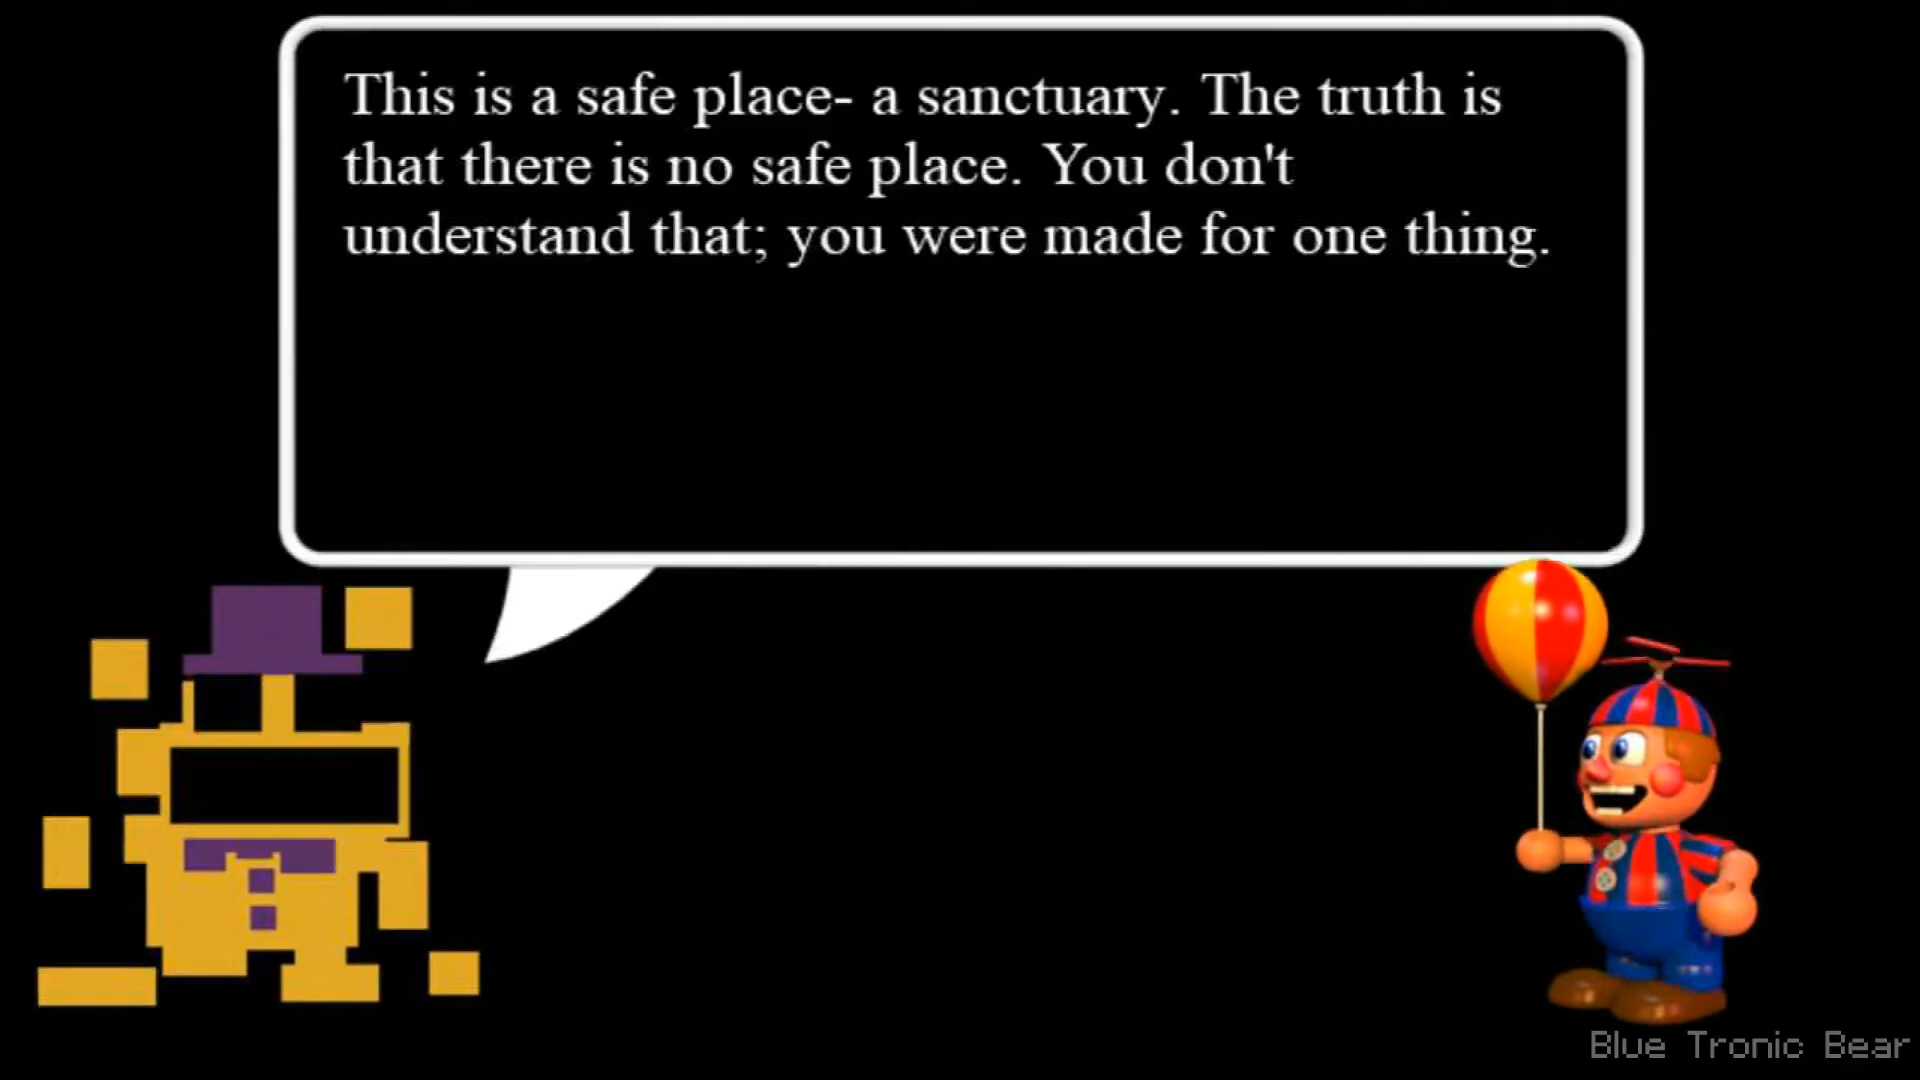 This is a safe place- a sanctuary. The truth is
that there is no safe place. You don't
understand that; you were made for one thing.
Blue Tronic Bear